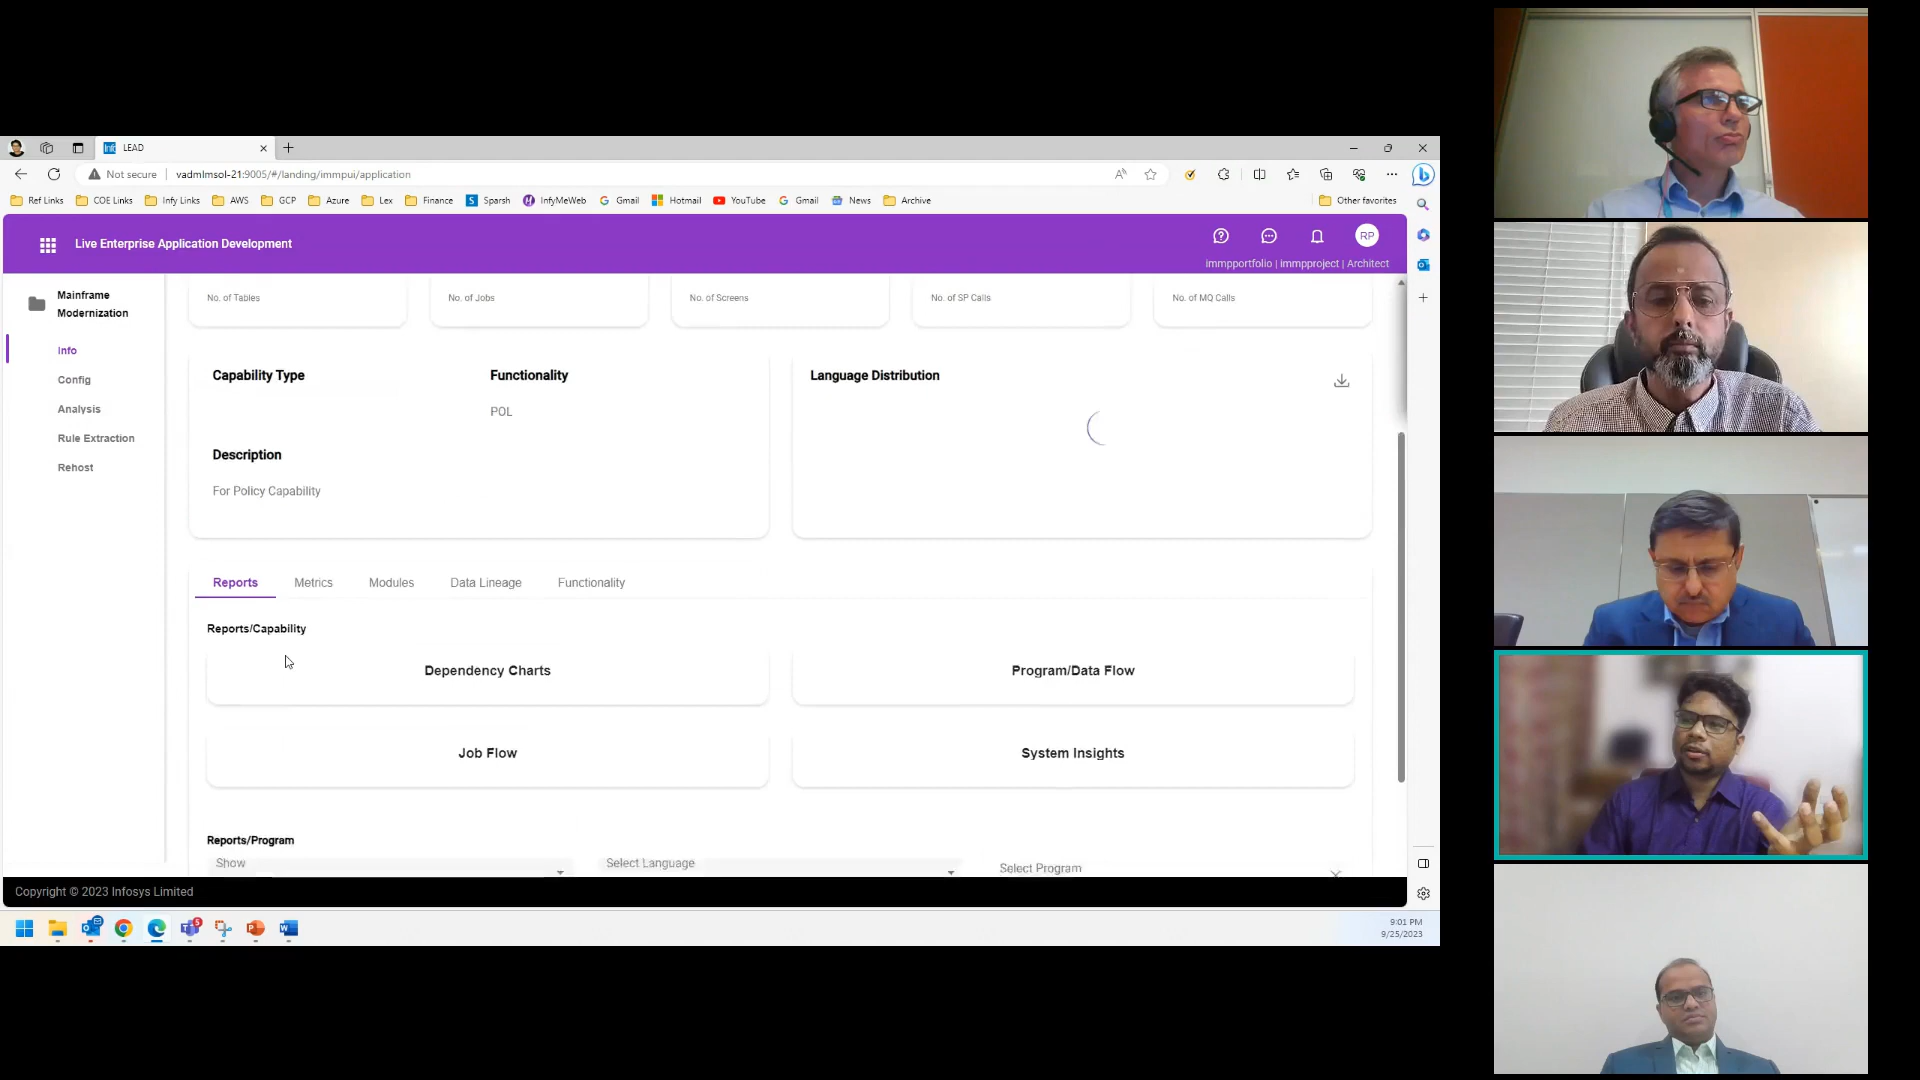 LEAD
Not secure
vadmlmsol-21:9005/#/landing/immpui/application
Ref Links
COE Links
Infy Links
AWS
GCP
Azure
Lex
Finance
Sparsh
InfyMeWeb
Gmail
Hotmail
YouTube
Gmail
News
Archive
Other favorites
Live Enterprise Application Development
RP
immpportfolio | immpproject | Architect
Mainframe
Modernization
Info
Config
Analysis
Rule Extraction
Rehost
No. of Tables
No. of Jobs
No. of Screens
No. of SP Calls
No. of MQ Calls
Capability Type
Functionality
POL
Description
For Policy Capability
Language Distribution
Reports
Metrics
Modules
Data Lineage
Functionality
Reports/Capability
Dependency Charts
Program/Data Flow
Job Flow
System Insights
Reports/Program
Show
Select Language
Select Program
Copyright © 2023 Infosys Limited
9:01 PM
9/25/2023